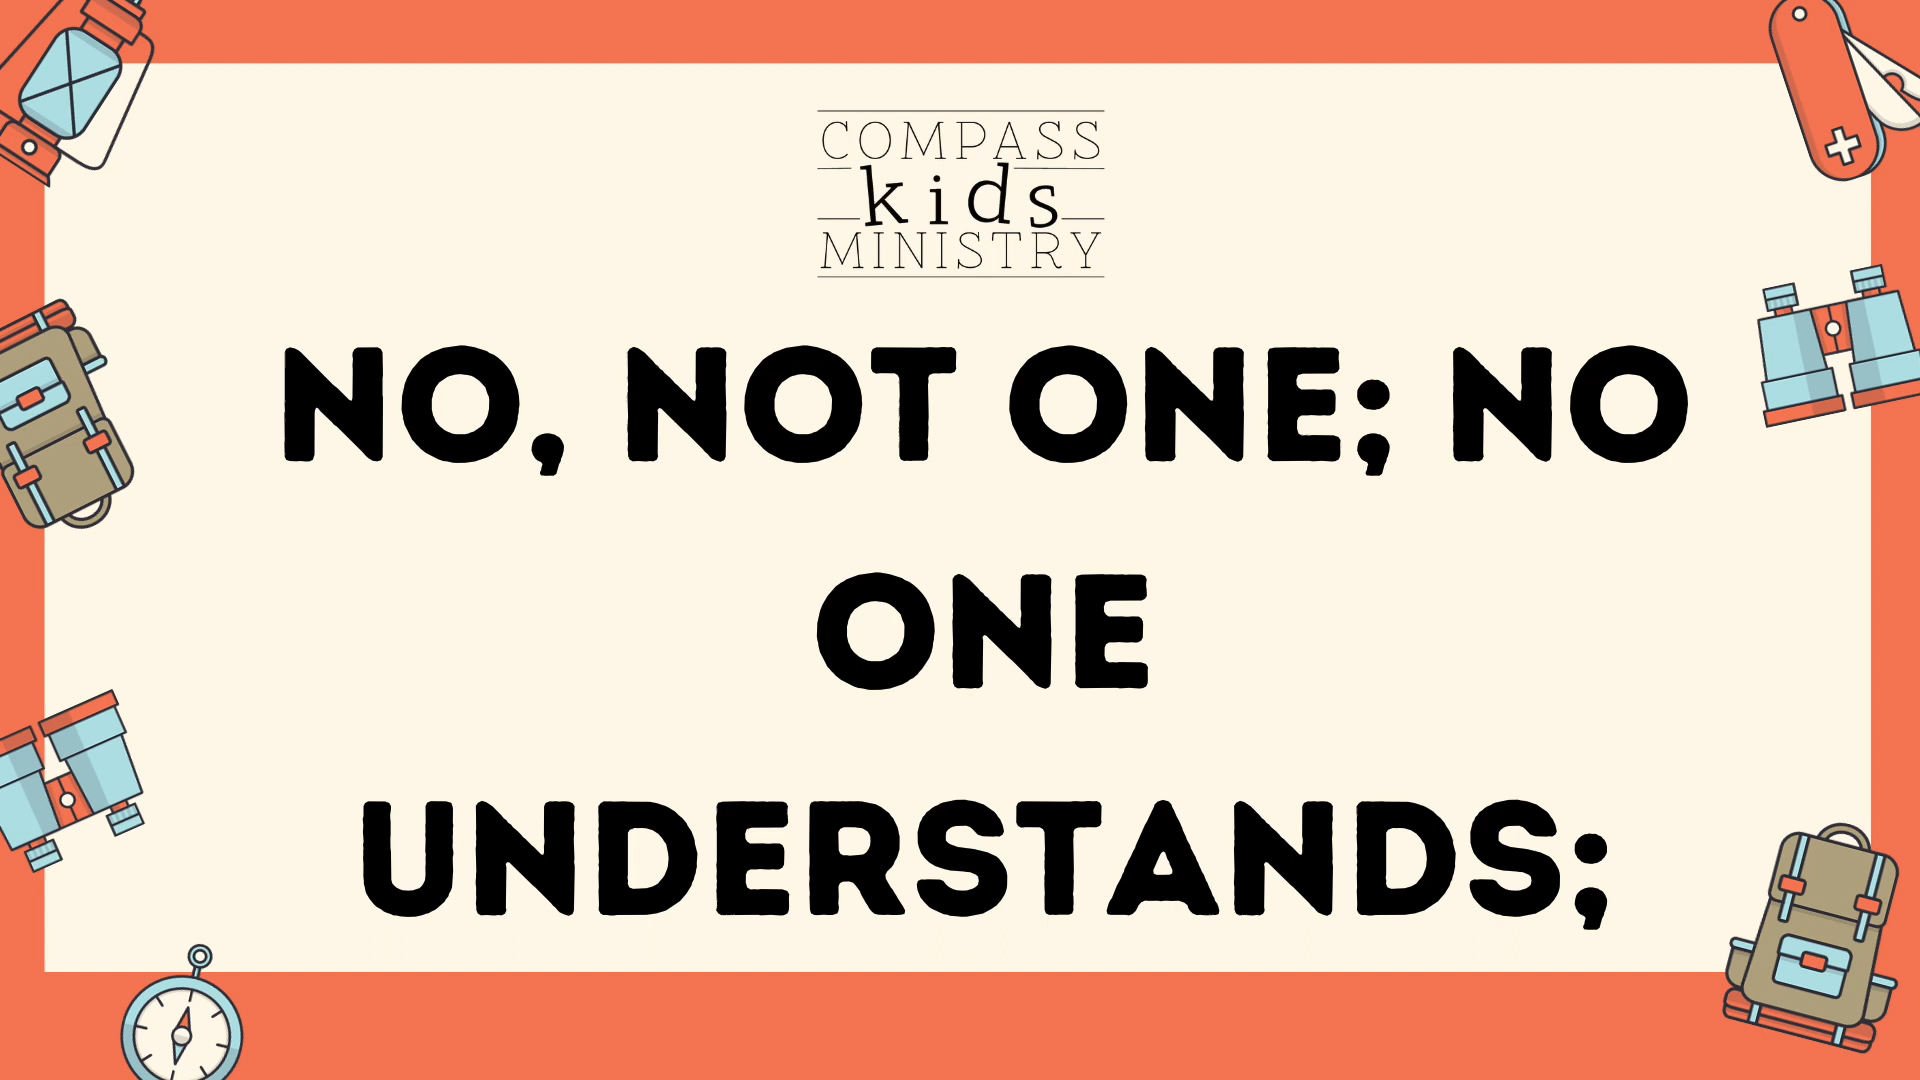 COMPASS
kids
MINISTRY
NO, NOT ONE; NO
ONE
UNDERSTANDS;